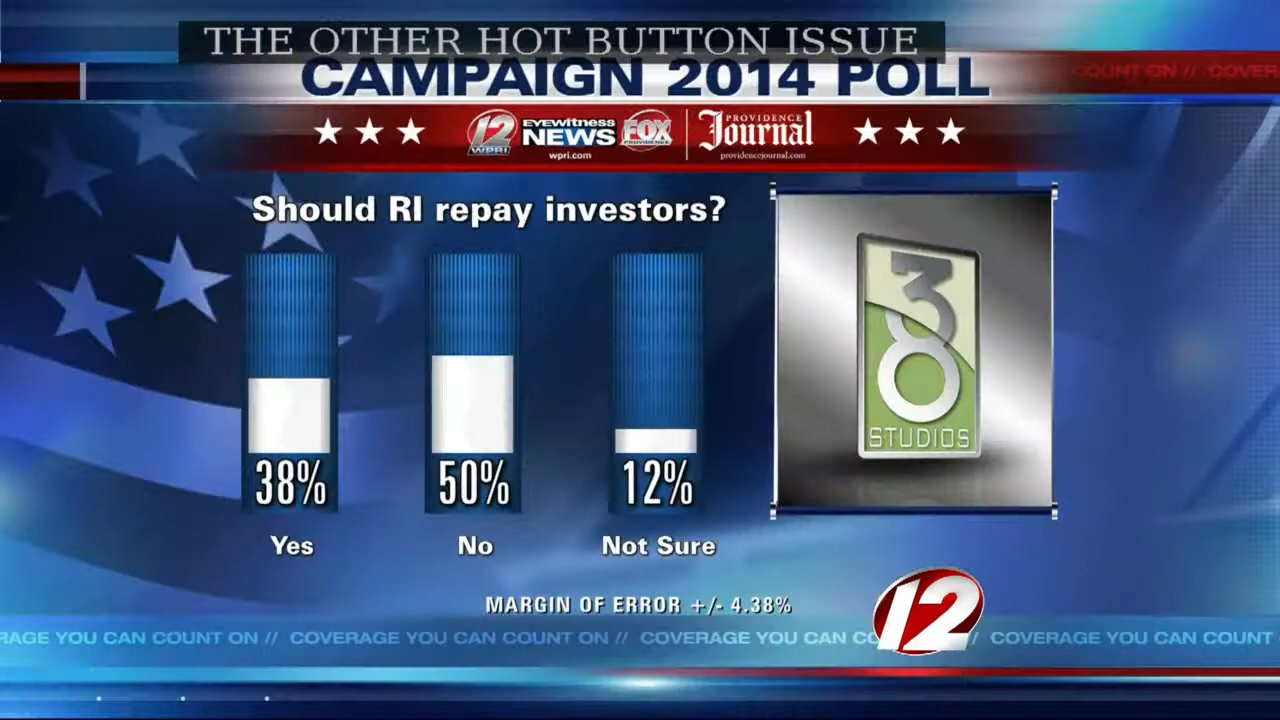 THE OTHER HOT BUTTON ISSUE
CAMPAIGN 2014 POLL
COUNT ON // COVER
12 WPRI EYEWITNESS NEWS wpri.com FOX PROVIDENCE
PROVIDENCE Journal providencejournal.com
Should RI repay investors?
38 STUDIOS
38% 50% 12%
Yes No Not Sure
MARGIN OF ERROR +/- 4.38%
12
RAGE YOU CAN COUNT ON // COVERAGE YOU CAN COUNT ON // COVERAGE YOU CAN CO / COVERAGE YOU CAN COUNT